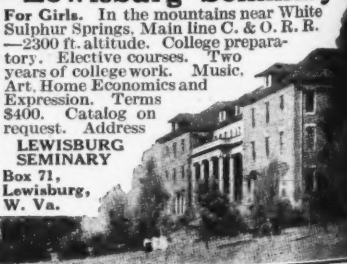 Lewisburg Seminary
For Girls. In the mountains near White
Sulphur Springs, Main line C. & O. R. R.
—2300 ft. altitude. College prepara-
tory. Elective courses. Two
years of college work. Music,
Art, Home Economics and
Expression. Terms
$400. Catalog on
request. Address
LEWISBURG
SEMINARY
Box 71,
Lewisburg,
W. Va.